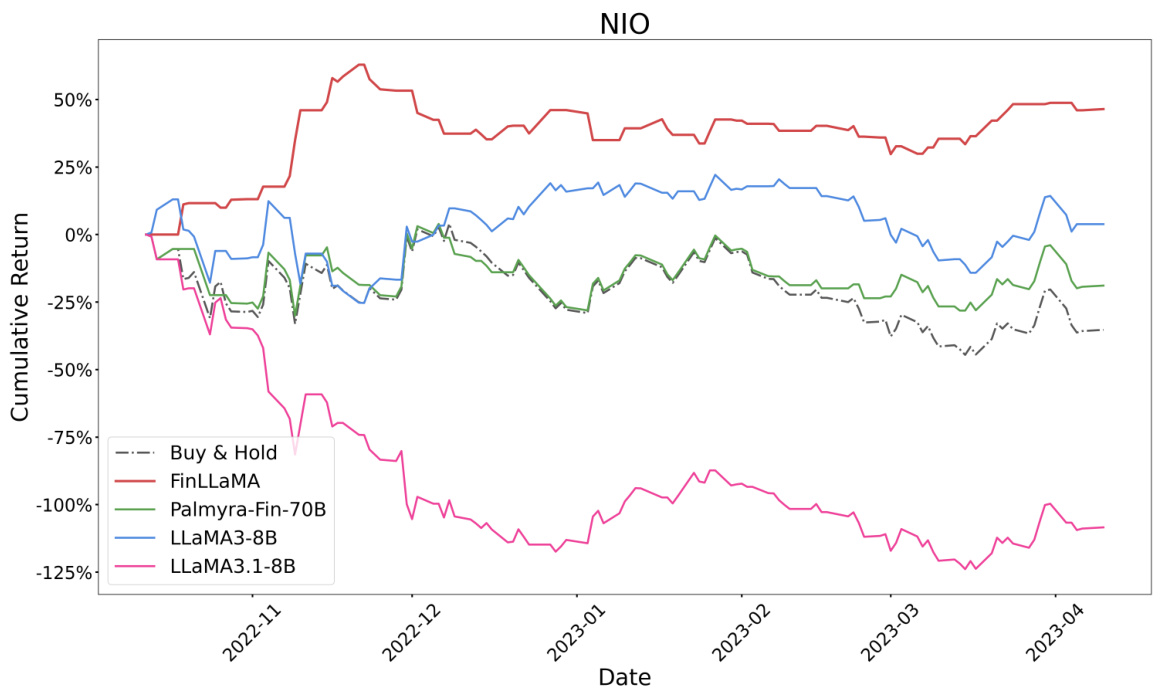 NIO
Cumulative Return
50%
25%
0%
-25%
-50%
-75%
-100%
-125%
Buy & Hold
FinLLaMA
Palmyra-Fin-70B
LLaMA3-8B
LLaMA3.1-8B
2022-11
2022-12
2023-01
2023-02
2023-03
2023-04
Date